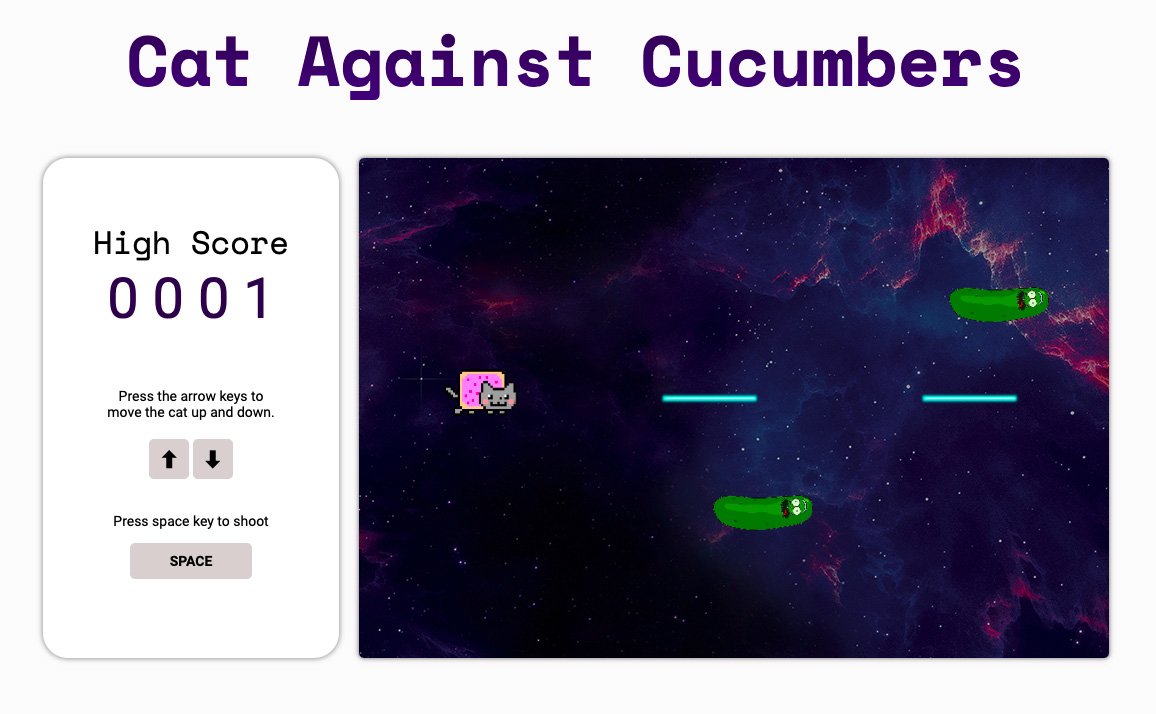 Cat Against Cucumbers
High Score
0001
Press the arrow keys to
move the cat up and down.
Press space key to shoot
SPACE